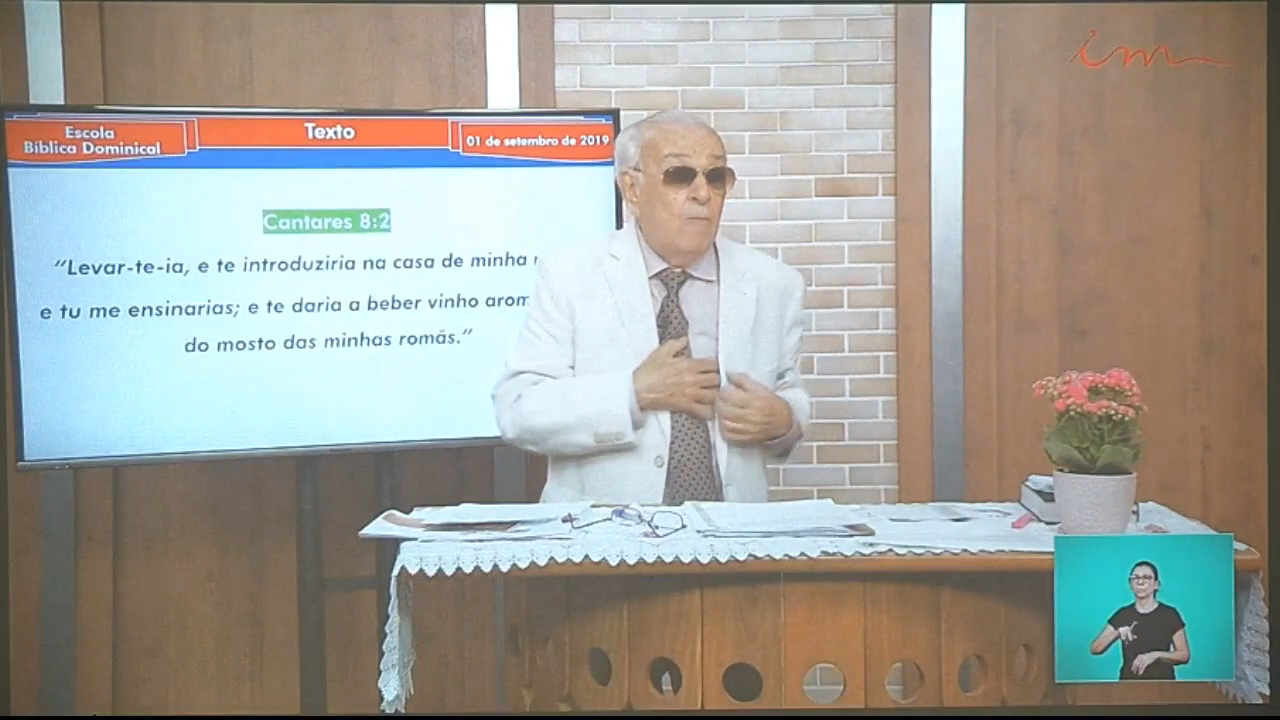 im
Escola
Bíblica Dominical
Texto
01 de setembro de 2019
Cantares 8:2
“Levar-te-ia, e te introduziria na casa de minha
e tu me ensinarias; e te daria a beber vinho
do mosto das minhas romãs.”